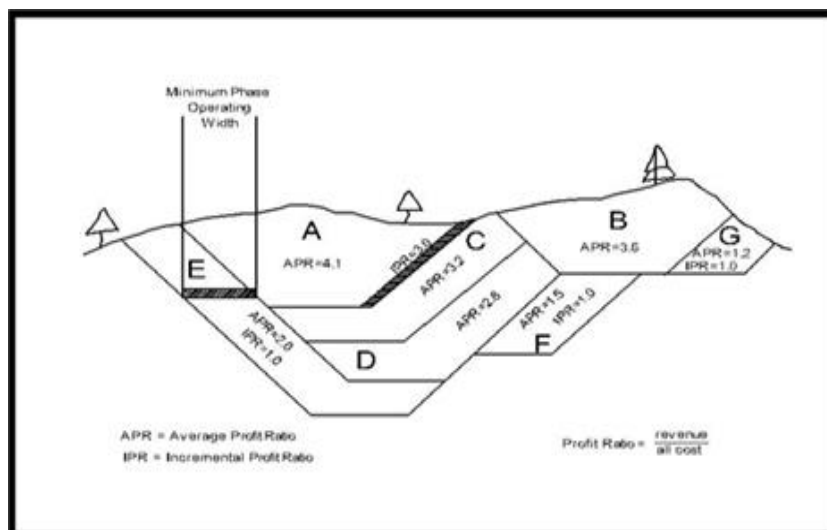 Minimum Phase
Operating
Width
A
APR=4.1
IPR=3.0
C
APR=3.2
B
APR=3.6
G
APR=1.2
IPR=1.0
E
APR=2.0
IPR=1.0
D
APR=2.8
APR=1.5
IPR=1.0
F
APR = Average Profit Ratio
IPR = Incremental Profit Ratio
Profit Ratio = revenue
all cost